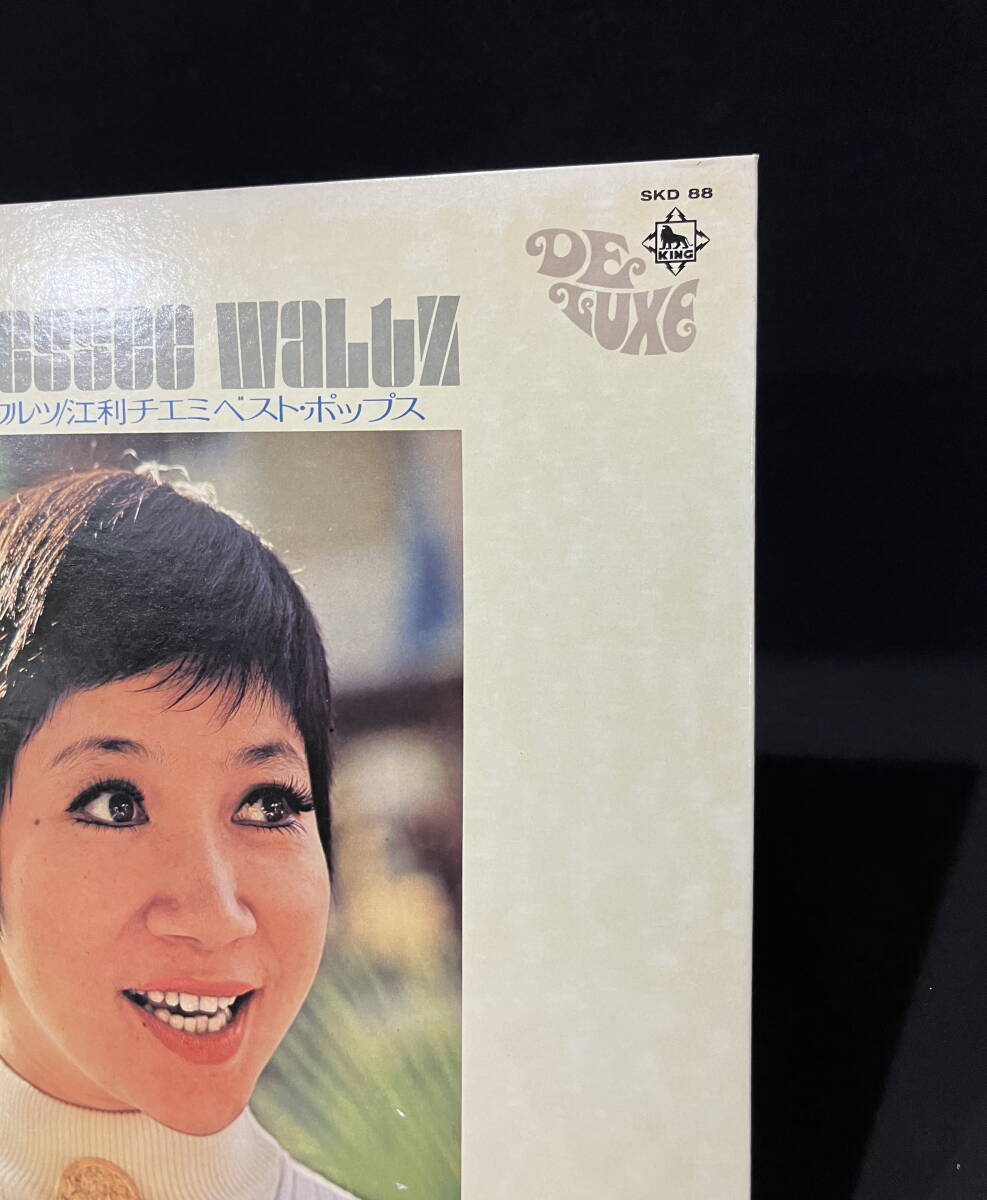 SKD 88
DE LUXE
KING
essee waltz
ワルツ/江利チエミベスト・ポップス